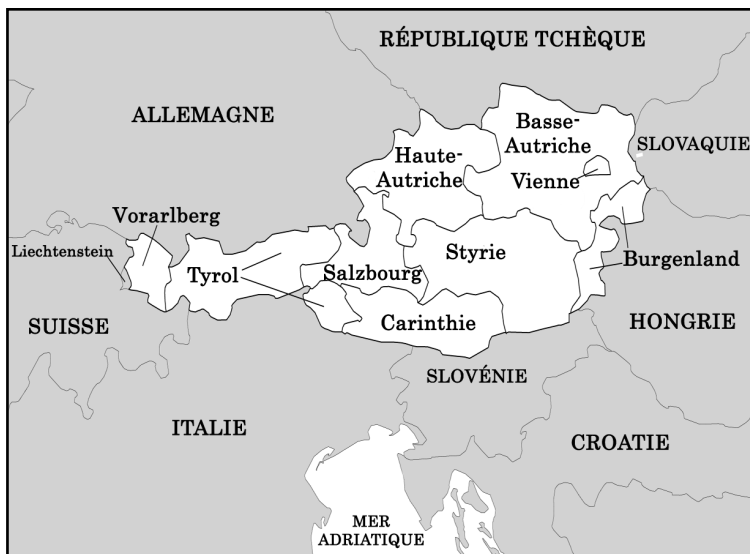 RÉPUBLIQUE TCHÈQUE
ALLEMAGNE
Basse-
Autriche
SLOVAQUIE
Haute-
Autriche
Vienne
Vorarlberg
Liechtenstein
Tyrol
Salzbourg
Styrie
Burgenland
SUISSE
Carinthie
HONGRIE
SLOVÉNIE
ITALIE
CROATIE
MER
ADRIATIQUE